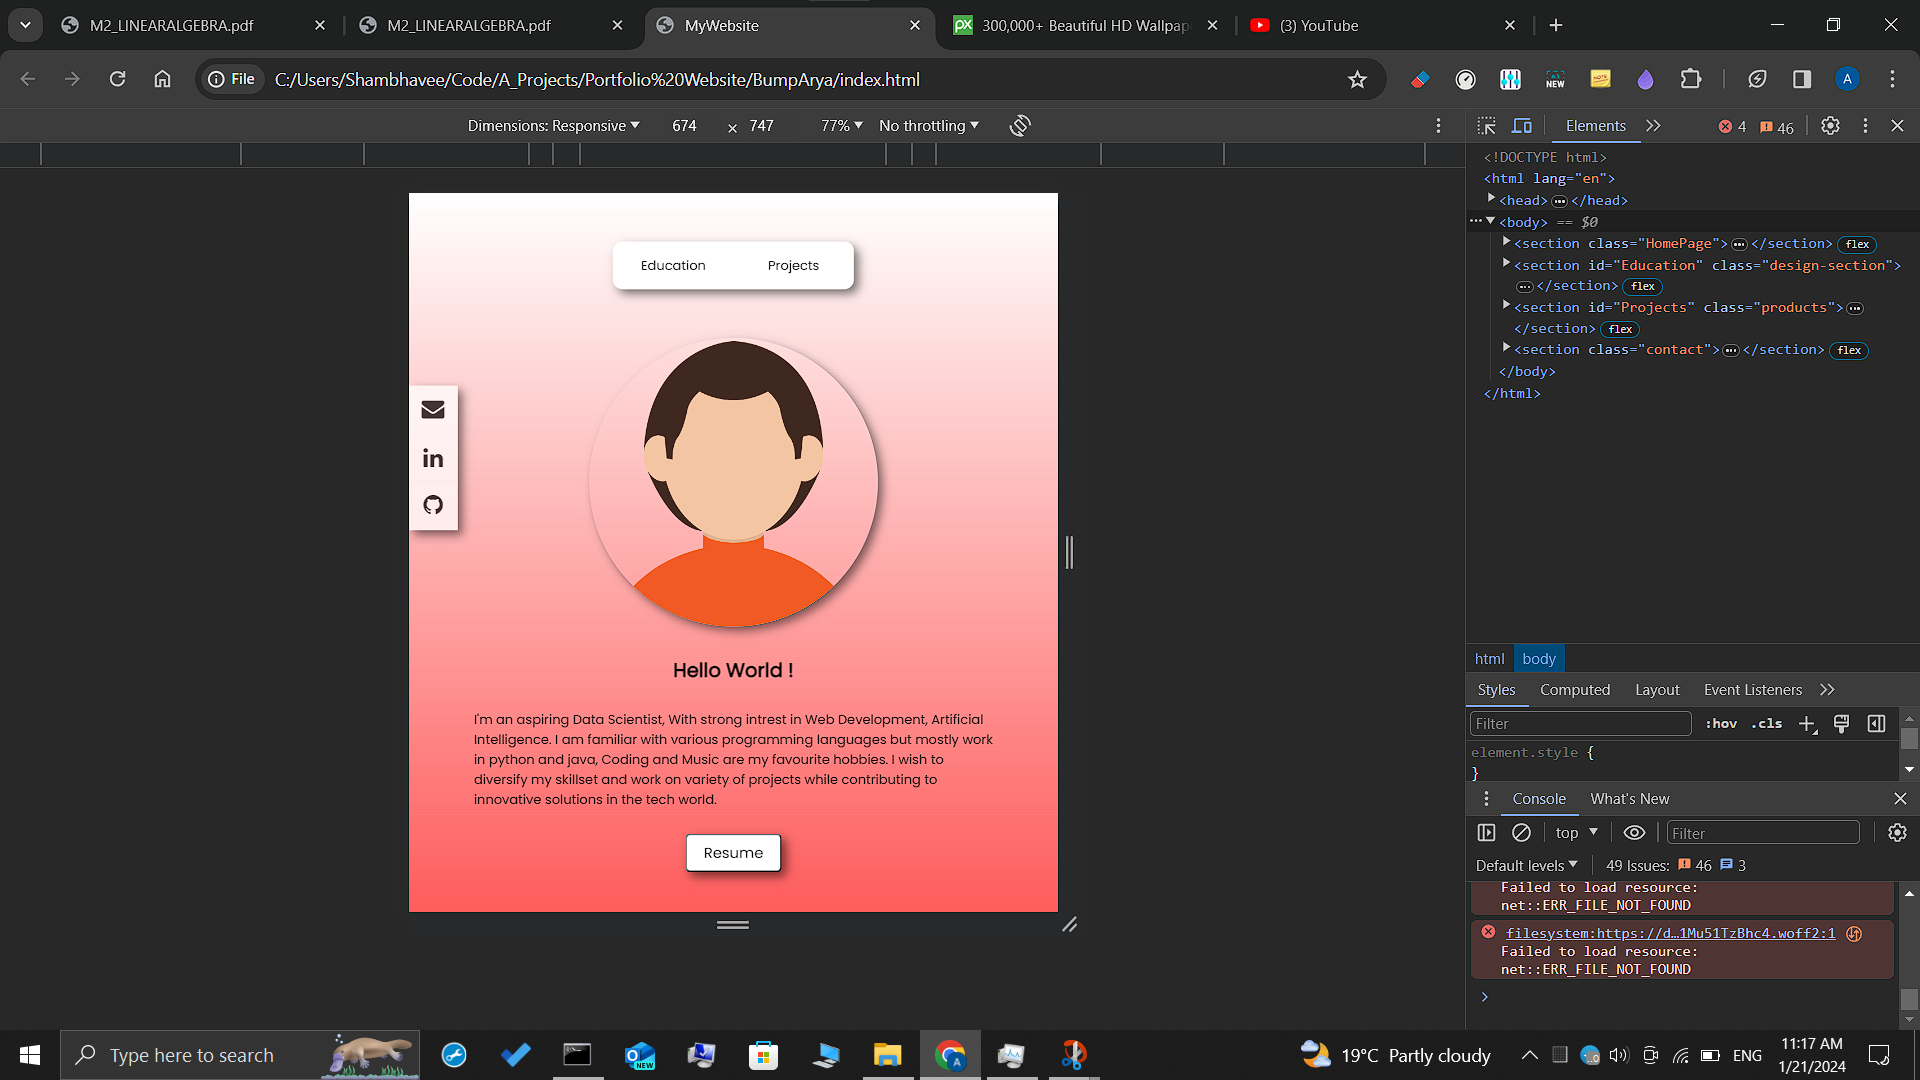 M2_LINEARALGEBRA.pdf
M2_LINEARALGEBRA.pdf
MyWebsite
300,000+ Beautiful HD Wallpap
(3) YouTube
File
C:/Users/Shambhavee/Code/A_Projects/Portfolio%20Website/BumpArya/index.html
NEW
NOTE
A
Dimensions: Responsive
674 × 747
77%
No throttling
Elements
4
46
<!DOCTYPE html>
<html lang="en">
<head>…</head>
<body> == $0
<section class="HomePage">…</section> flex
<section id="Education" class="design-section">
…</section> flex
<section id="Projects" class="products">…
</section> flex
<section class="contact">…</section> flex
</body>
</html>
Education
Projects
in
Hello World !
I'm an aspiring Data Scientist, With strong intrest in Web Development, Artificial
Intelligence. I am familiar with various programming languages but mostly work
in python and java, Coding and Music are my favourite hobbies. I wish to
diversify my skillset and work on variety of projects while contributing to
innovative solutions in the tech world.
Resume
html body
Styles Computed Layout Event Listeners
Filter
:hov .cls
element.style {
}
Console What's New
top
Filter
Default levels
49 Issues: 46 3
Failed to load resource:
net::ERR_FILE_NOT_FOUND
filesystem:https://d…1Mu51TzBhc4.woff2:1
Failed to load resource:
net::ERR_FILE_NOT_FOUND
Type here to search
NEW
A
19°C Partly cloudy
ENG
11:17 AM
1/21/2024